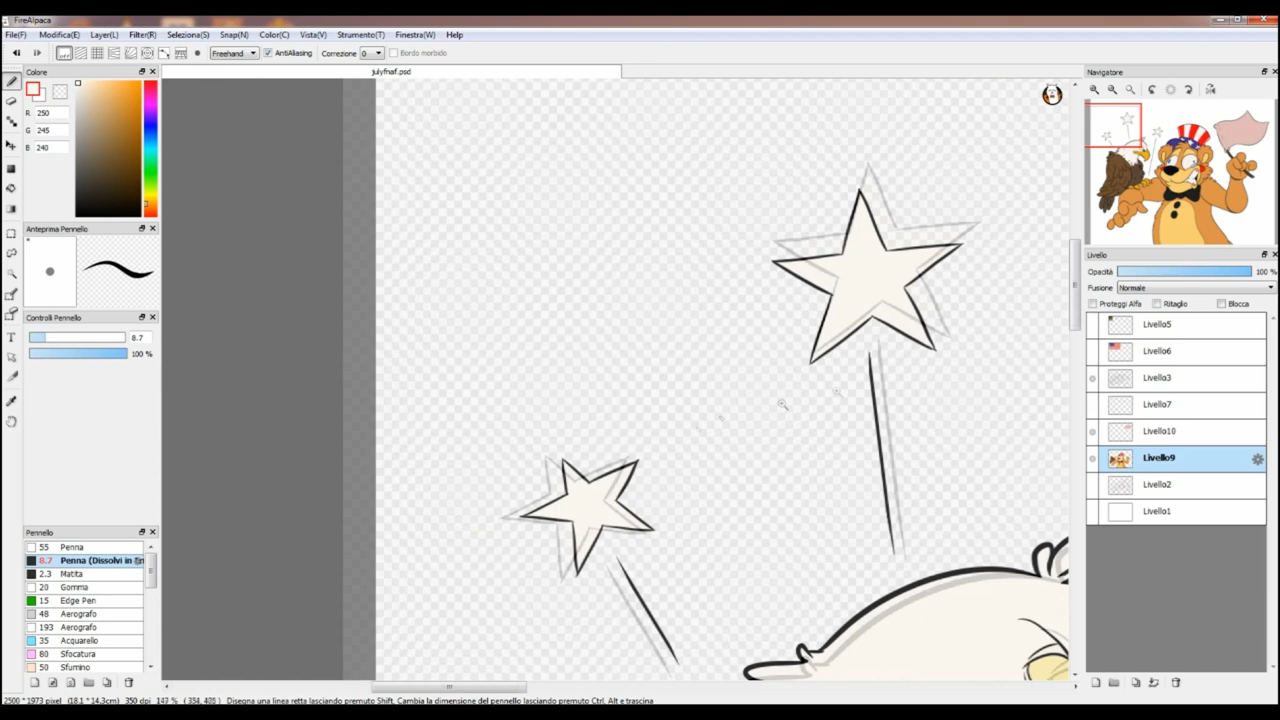 FireAlpaca
File(F) Modifica(E) Layer(L) Filter(R) Seleziona(S) Snap(N) Color(C) Vista(V) Strumento(T) Finestra(W) Help
off Freehand AntiAliasing Correzione 0 Bordo morbido
Colore julyfnaf.psd Navigatore
R 250
G 245
B 240
Anteprima Pennello
Livello
Opacità 100 %
Fusione Normale
Proteggi Alfa Ritaglio Blocca
Controlli Pennello
8.7
100 %
Livello5
Livello6
Livello3
Livello7
Livello10
Livello9
Livello2
Livello1
Pennello
55 Penna
8.7 Penna (Dissolvi in
2.3 Matita
20 Gomma
15 Edge Pen
48 Aerografo
193 Aerografo
35 Acquarello
80 Sfocatura
50 Sfumino
2500 * 1973 pixel (18.1 * 14.3cm) 350 dpi 147 % ( 354, 485 ) Disegna una linea retta lasciando premuto Shift, Cambia la dimensione del pennello lasciando premuto Ctrl, Alt e trascina